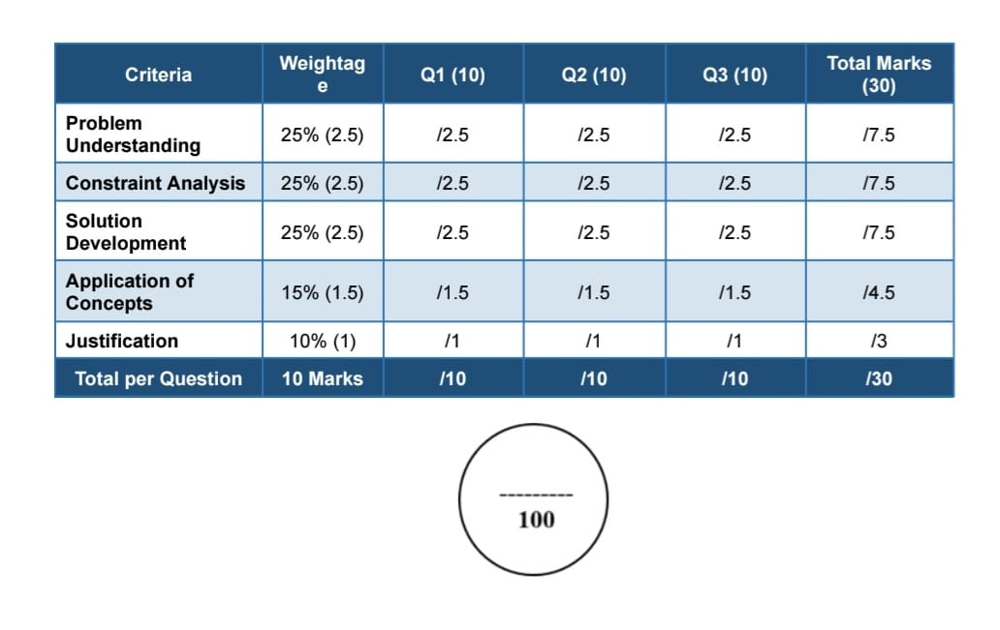 Criteria Weightag
e Q1 (10) Q2 (10) Q3 (10) Total Marks
(30)
Problem
Understanding 25% (2.5) /2.5 /2.5 /2.5 /7.5
Constraint Analysis 25% (2.5) /2.5 /2.5 /2.5 /7.5
Solution
Development 25% (2.5) /2.5 /2.5 /2.5 /7.5
Application of
Concepts 15% (1.5) /1.5 /1.5 /1.5 /4.5
Justification 10% (1) /1 /1 /1 /3
Total per Question 10 Marks /10 /10 /10 /30
---------
100